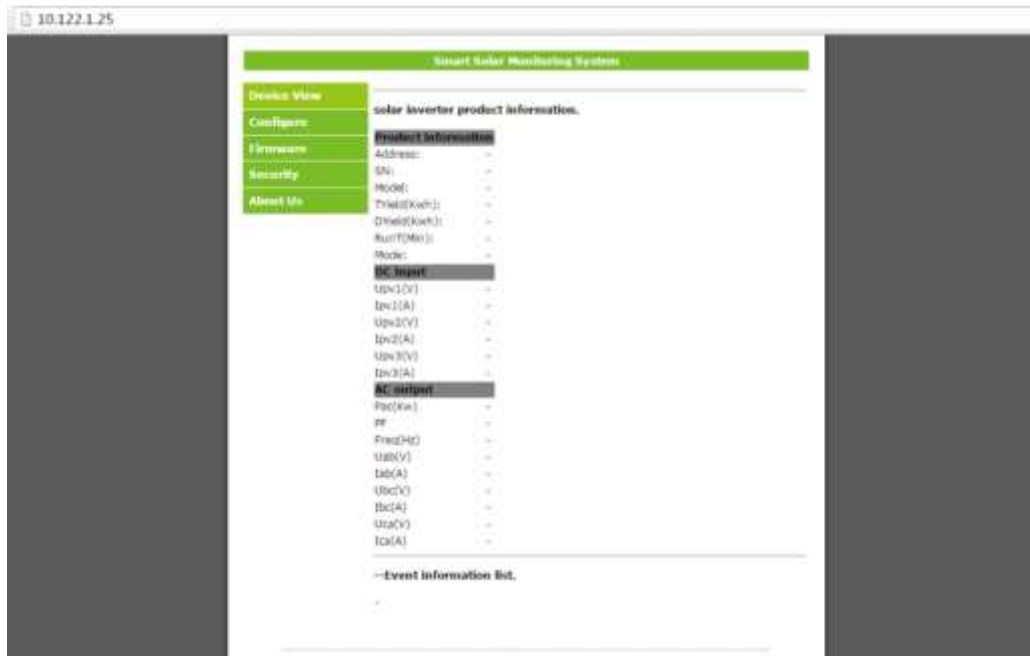 10.122.1.25
Smart Solar Monitoring System
Device View
Configure
Firmware
Security
About Us
solar inverter product information.
Product information
Address: -
SN: -
Model: -
TYield(Kwh): -
DYield(Kwh): -
RunT(Min): -
Mode: -
DC input
Upv1(V) -
Ipv1(A) -
Upv2(V) -
Ipv2(A) -
Upv3(V) -
Ipv3(A) -
AC output
Pac(Kw) -
PF -
Freq(Hz) -
Uab(V) -
Iab(A) -
Ubc(V) -
Ibc(A) -
Uca(V) -
Ica(A) -
--Event information list.
-